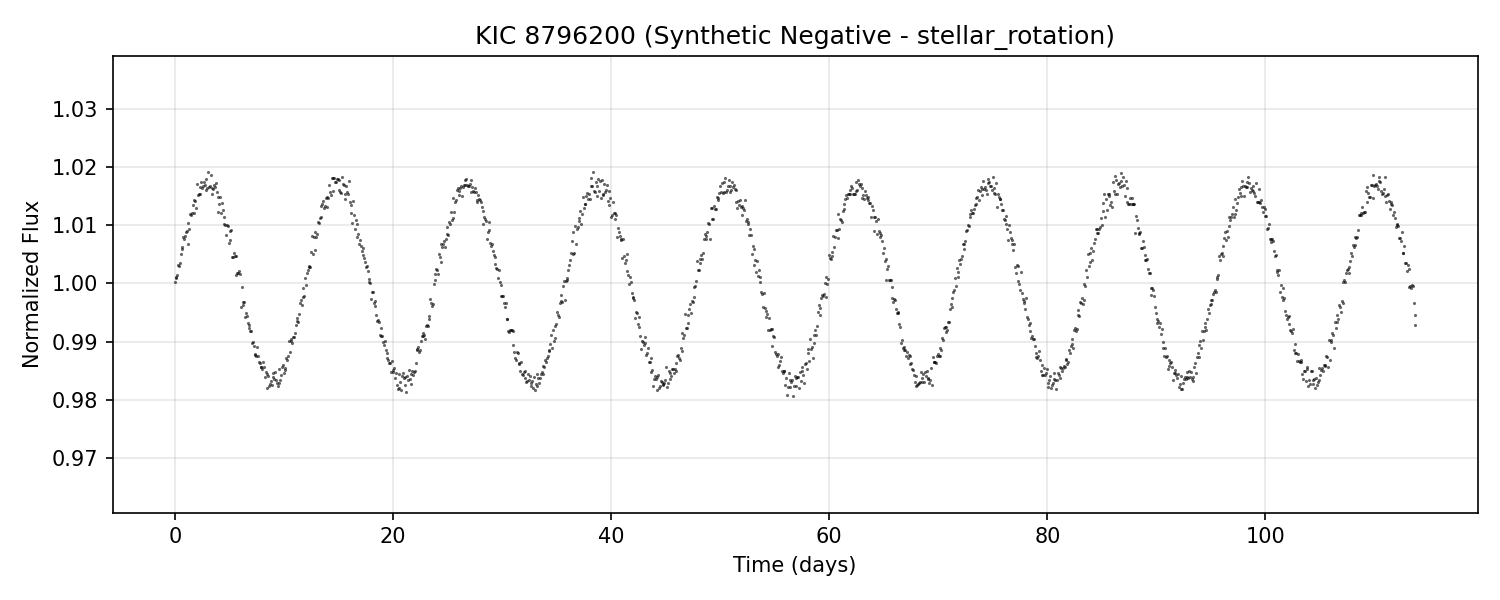 KIC 8796200 (Synthetic Negative - stellar_rotation)
Normalized Flux
1.03
1.02
1.01
1.00
0.99
0.98
0.97
0 20 40 60 80 100
Time (days)